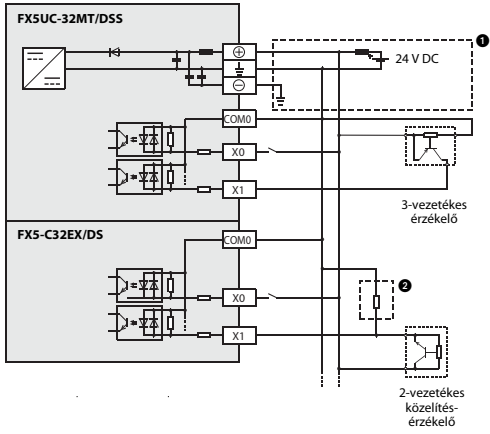 FX5UC-32MT/DSS
❶
24 V DC
COM0
X0
X1
3-vezetékes
érzékelő
FX5-C32EX/DS
COM0
❷
X0
X1
2-vezetékes
közelítés-
érzékelő